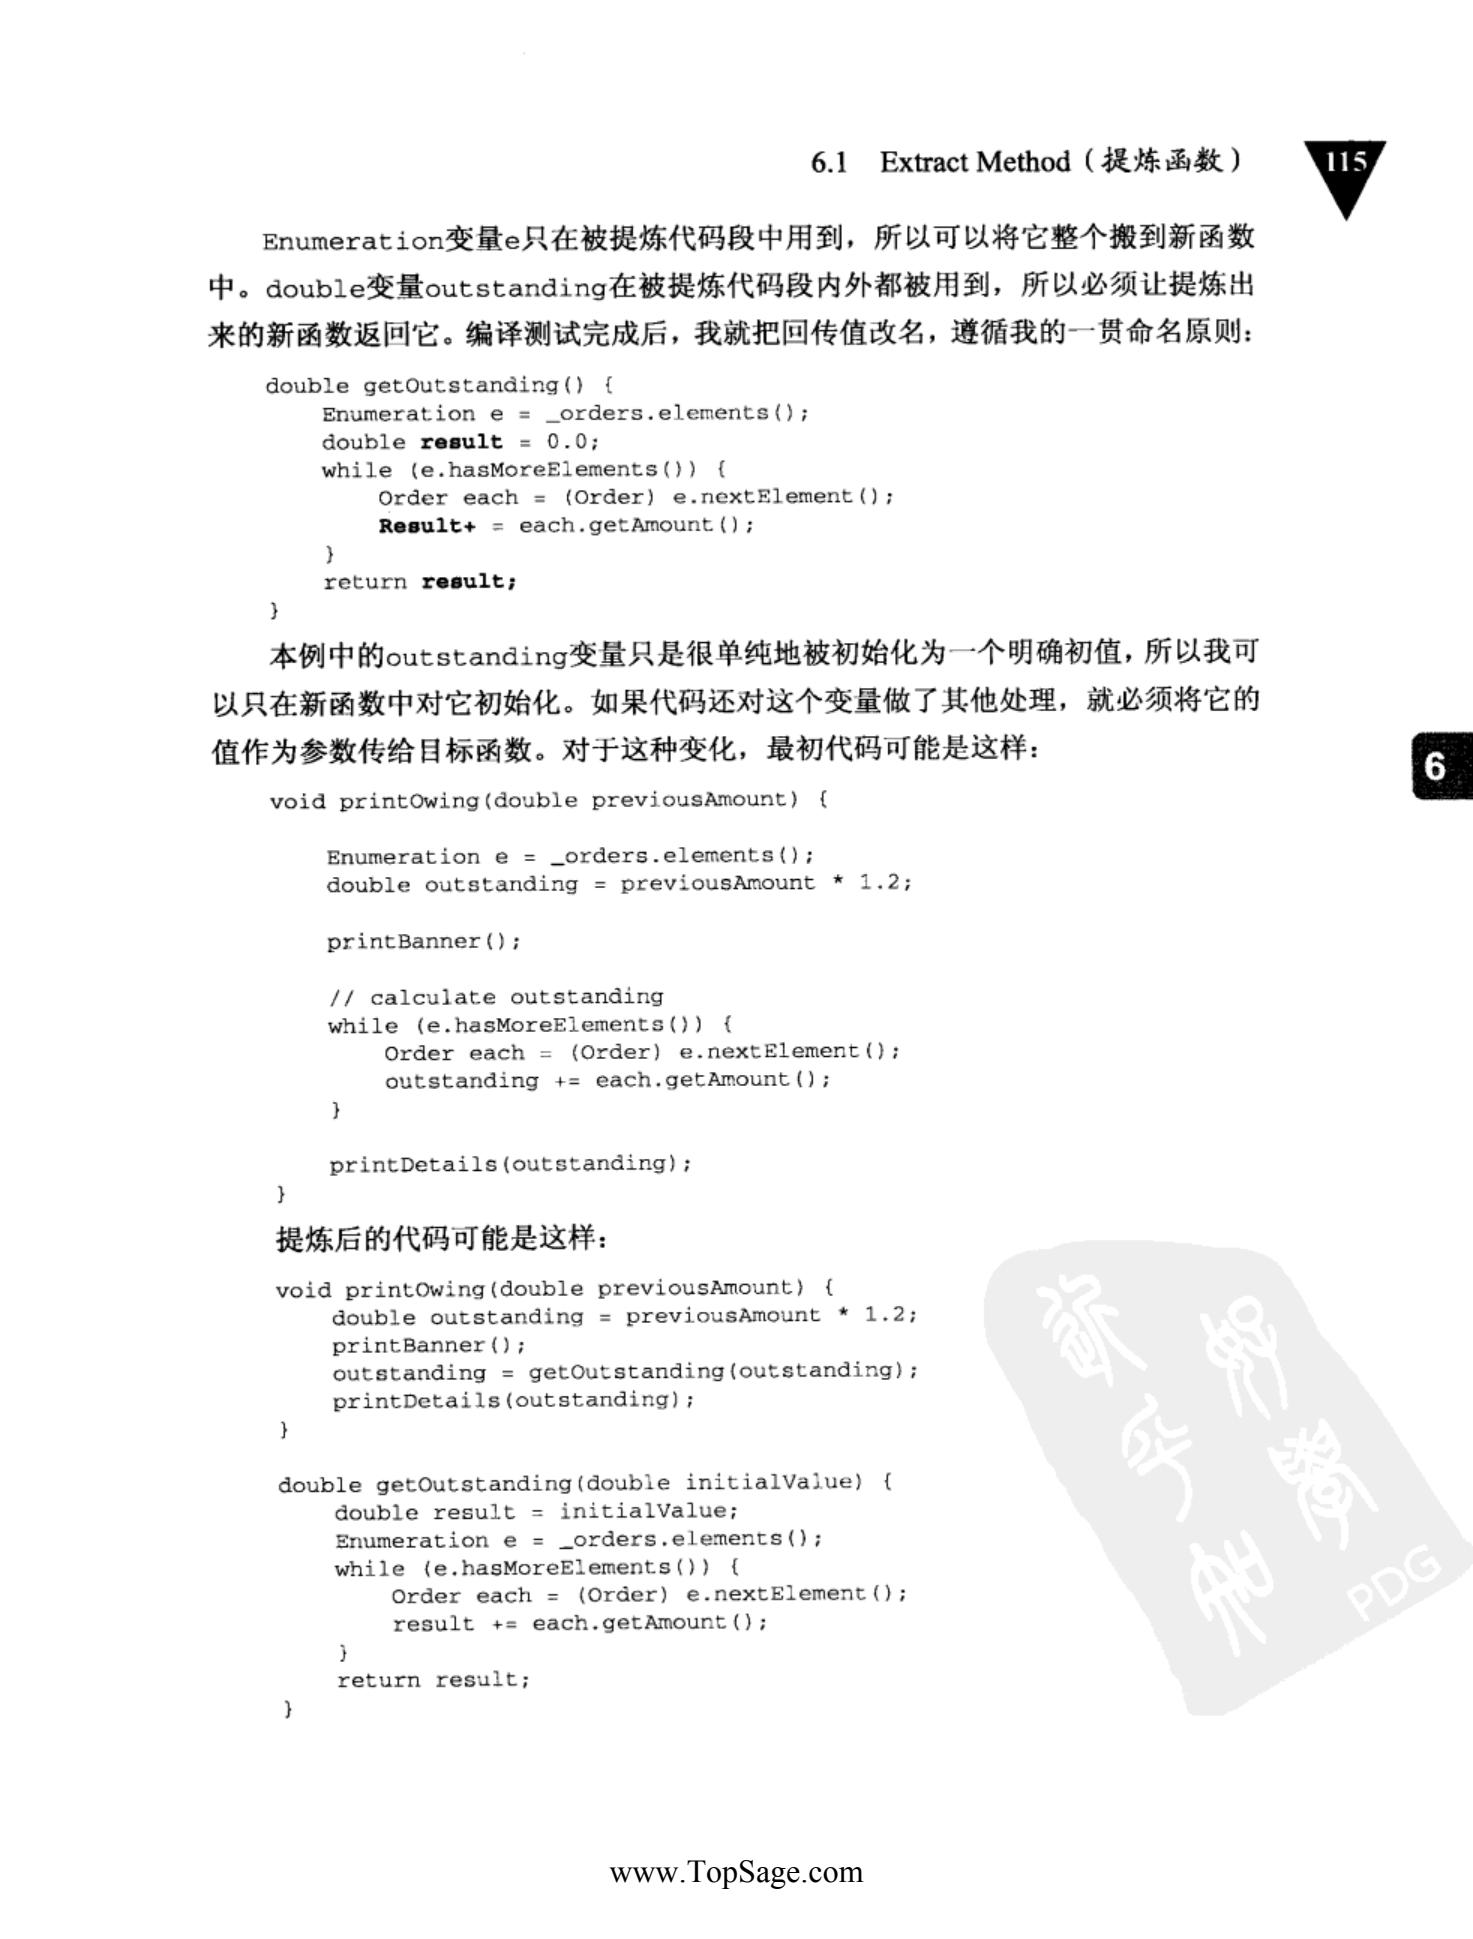 6.1 Extract Method（提炼函数） 115
Enumeration变量e只在被提炼代码段中用到，所以可以将它整个搬到新函数
中。double变量outstanding在被提炼代码段内外都被用到，所以必须让提炼出
来的新函数返回它。编译测试完成后，我就把回传值改名，遵循我的一贯命名原则：
double getOutstanding() {
    Enumeration e = _orders.elements();
    double result = 0.0;
    while (e.hasMoreElements()) {
        Order each = (Order) e.nextElement();
        Result+ = each.getAmount();
    }
    return result;
}
本例中的outstanding变量只是很单纯地被初始化为一个明确初值，所以我可
以只在新函数中对它初始化。如果代码还对这个变量做了其他处理，就必须将它的
值作为参数传给目标函数。对于这种变化，最初代码可能是这样：
6
void printOwing(double previousAmount) {
    Enumeration e = _orders.elements();
    double outstanding = previousAmount * 1.2;
    printBanner();
    // calculate outstanding
    while (e.hasMoreElements()) {
        Order each = (Order) e.nextElement();
        outstanding += each.getAmount();
    }
    printDetails(outstanding);
}
提炼后的代码可能是这样：
void printOwing(double previousAmount) {
    double outstanding = previousAmount * 1.2;
    printBanner();
    outstanding = getOutstanding(outstanding);
    printDetails(outstanding);
}
double getOutstanding(double initialValue) {
    double result = initialValue;
    Enumeration e = _orders.elements();
    while (e.hasMoreElements()) {
        Order each = (Order) e.nextElement();
        result += each.getAmount();
    }
    return result;
}
PDG
www.TopSage.com